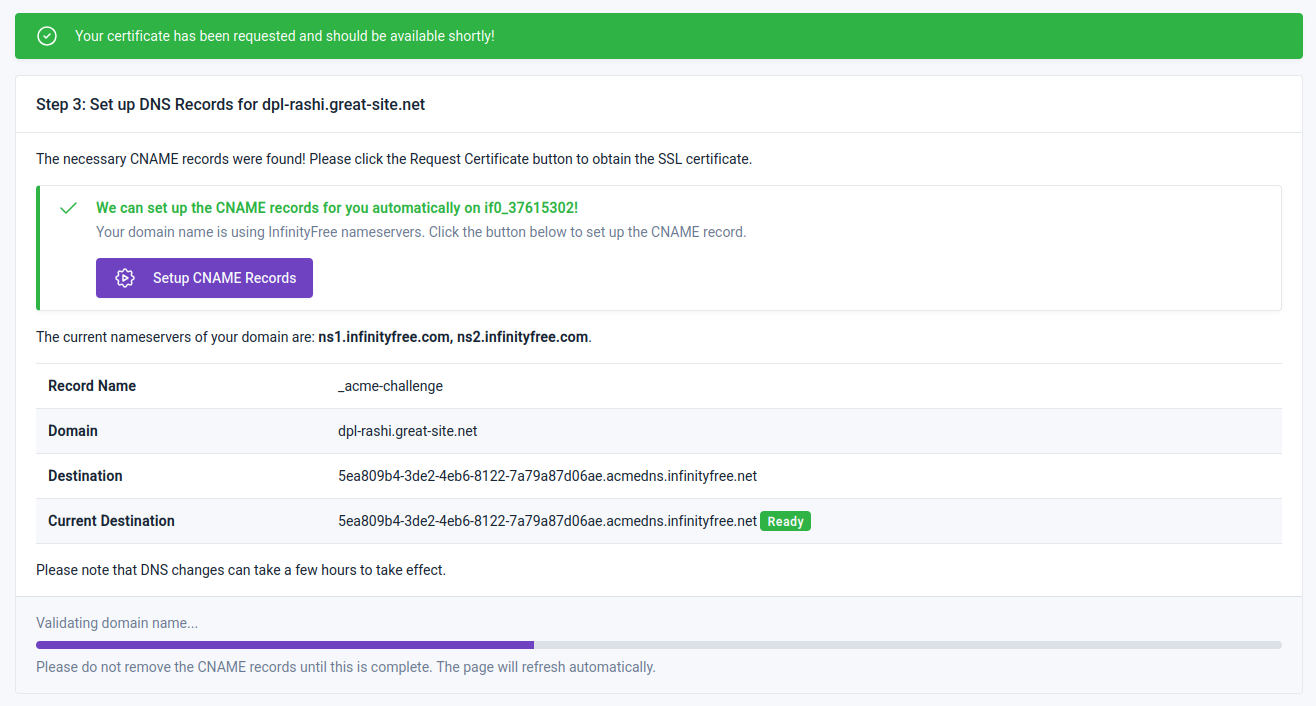 Your certificate has been requested and should be available shortly!
Step 3: Set up DNS Records for dpl-rashi.great-site.net
The necessary CNAME records were found! Please click the Request Certificate button to obtain the SSL certificate.
We can set up the CNAME records for you automatically on if0_37615302!
Your domain name is using InfinityFree nameservers. Click the button below to set up the CNAME record.
Setup CNAME Records
The current nameservers of your domain are: ns1.infinityfree.com, ns2.infinityfree.com.
Record Name _acme-challenge
Domain dpl-rashi.great-site.net
Destination 5ea809b4-3de2-4eb6-8122-7a79a87d06ae.acmedns.infinityfree.net
Current Destination 5ea809b4-3de2-4eb6-8122-7a79a87d06ae.acmedns.infinityfree.net Ready
Please note that DNS changes can take a few hours to take effect.
Validating domain name...
Please do not remove the CNAME records until this is complete. The page will refresh automatically.